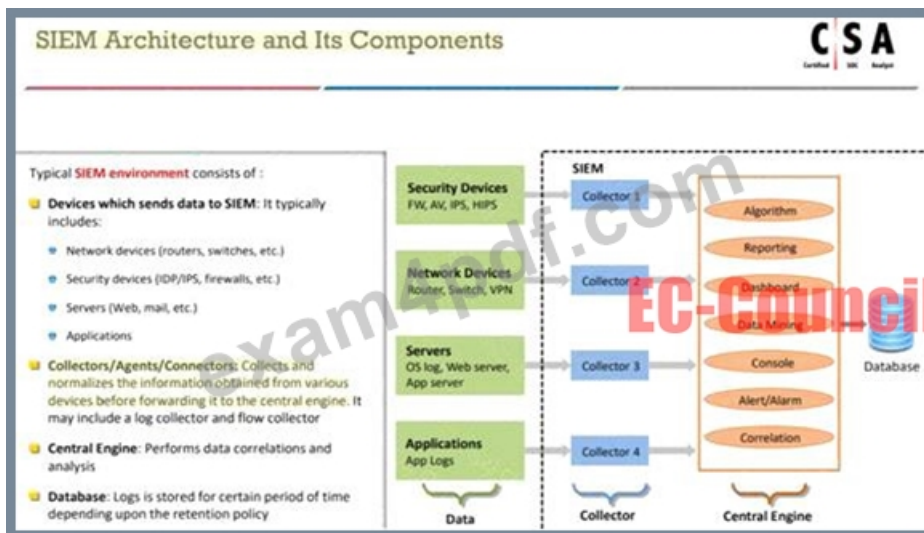 SIEM Architecture and Its Components
CSA
Certified SOC Analyst
Typical SIEM environment consists of :
Devices which sends data to SIEM: It typically
includes:
Network devices (routers, switches, etc.)
Security devices (IDP/IPS, firewalls, etc.)
Servers (Web, mail, etc.)
Applications
Collectors/Agents/Connectors: Collects and
normalizes the information obtained from various
devices before forwarding it to the central engine. It
may include a log collector and flow collector
Central Engine: Performs data correlations and
analysis
Database: Logs is stored for certain period of time
depending upon the retention policy
Security Devices
FW, AV, IPS, HIPS
Network Devices
Router, Switch, VPN
Servers
OS log, Web server,
App server
Applications
App Logs
Data
SIEM
Collector 1
Collector 2
Collector 3
Collector 4
Collector
Algorithm
Reporting
Dashboard
Data Mining
Console
Alert/Alarm
Correlation
Central Engine
Database
exam4pdf.com
EC-Council